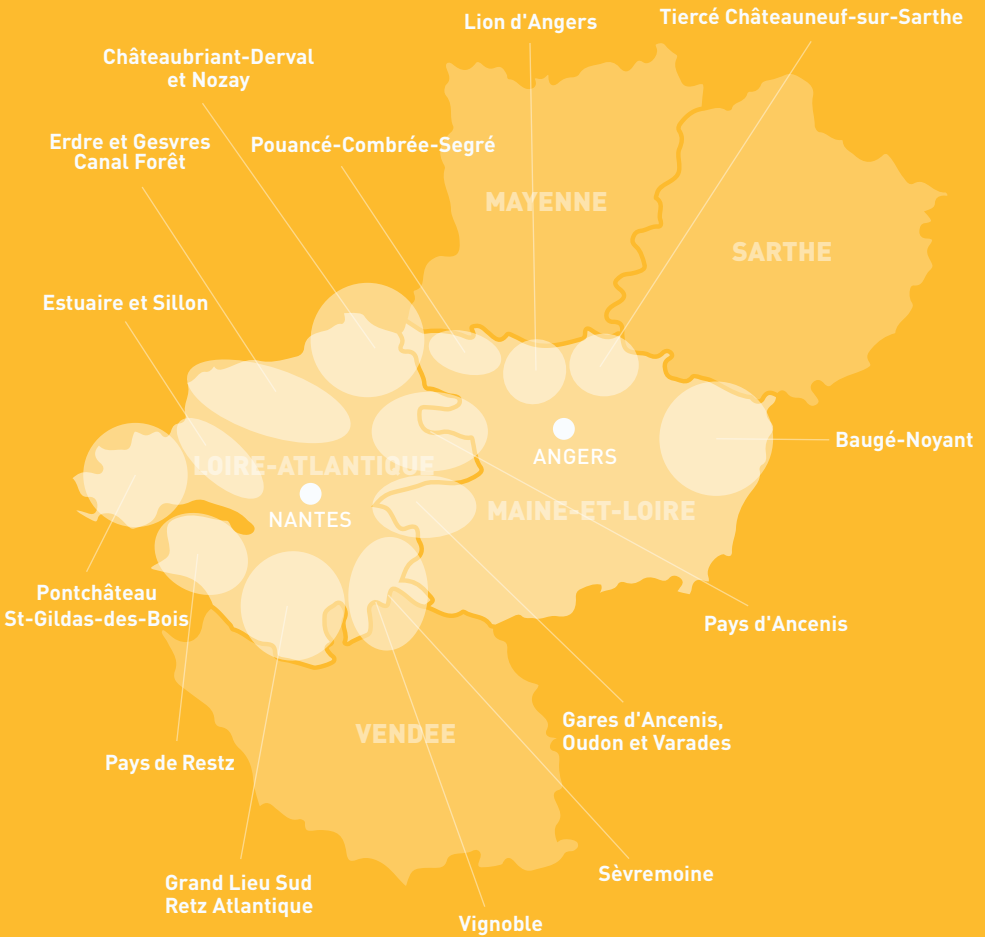 Lion d'Angers
Tiercé Châteauneuf-sur-Sarthe
Châteaubriant-Derval
et Nozay
Erdre et Gesvres
Canal Forêt
Pouancé-Combrée-Segré
MAYENNE
SARTHE
Estuaire et Sillon
Baugé-Noyant
ANGERS
LOIRE-ATLANTIQUE
NANTES
MAINE-ET-LOIRE
Pontchâteau
St-Gildas-des-Bois
Pays d'Ancenis
Gares d'Ancenis,
Oudon et Varades
VENDEE
Pays de Restz
Sèvremoine
Grand Lieu Sud
Retz Atlantique
Vignoble